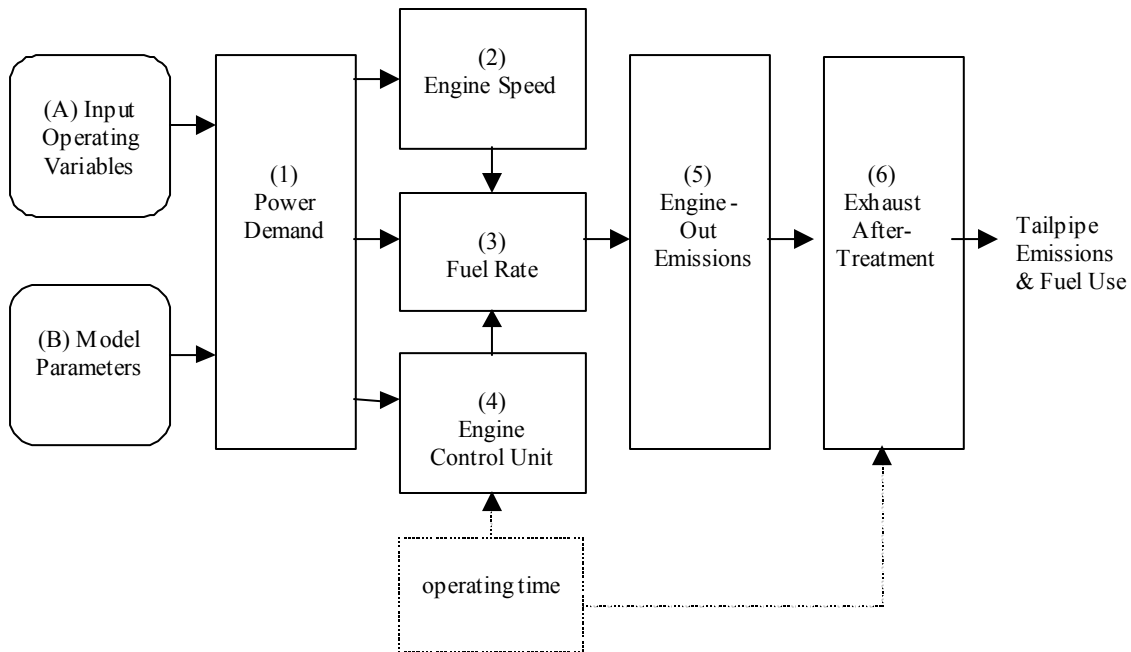 (A) Input
Operating
Variables
(B) Model
Parameters
(1)
Power
Demand
(2)
Engine Speed
(3)
Fuel Rate
(4)
Engine
Control Unit
operating time
(5)
Engine-
Out
Emissions
(6)
Exhaust
After-
Treatment
Tailpipe
Emissions
& Fuel Use